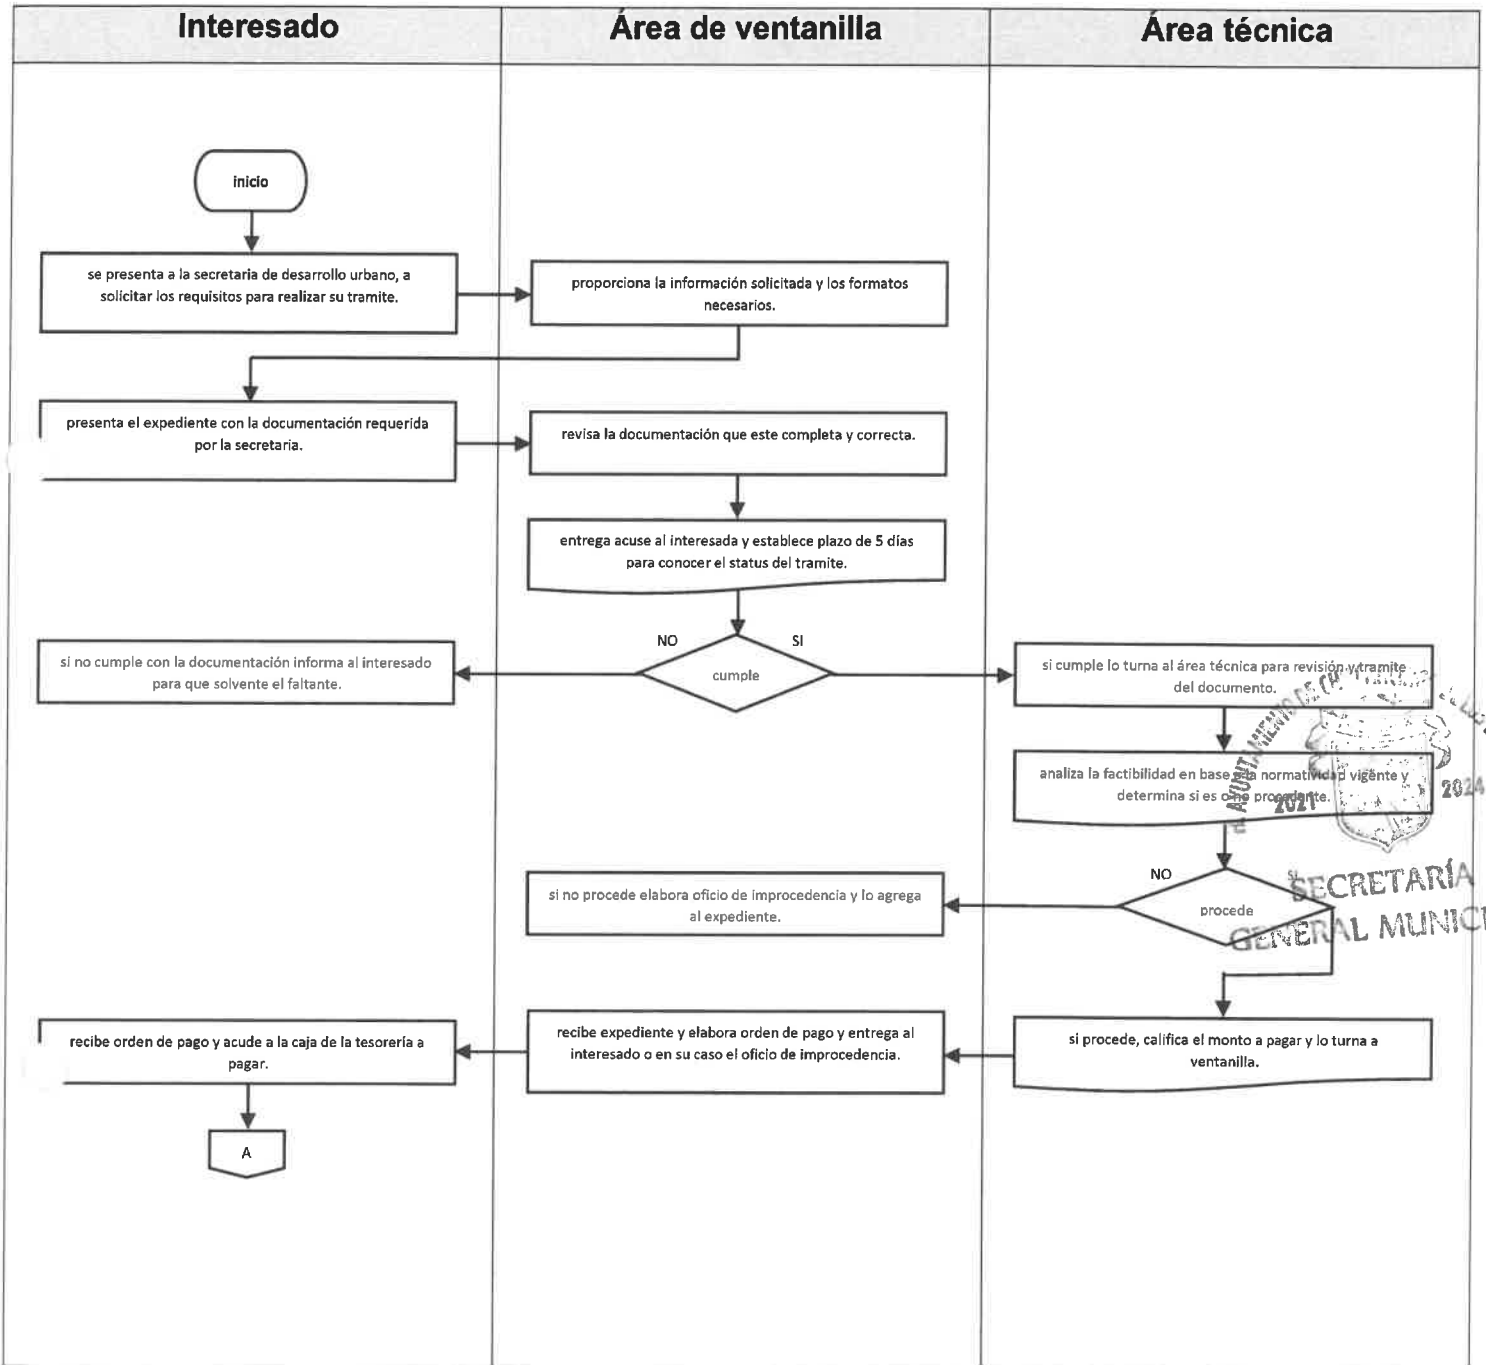 Interesado
Área de ventanilla
Área técnica
inicio
se presenta a la secretaria de desarrollo urbano, a
solicitar los requisitos para realizar su tramite.
proporciona la información solicitada y los formatos
necesarios.
presenta el expediente con la documentación requerida
por la secretaria.
revisa la documentación que este completa y correcta.
entrega acuse al interesada y establece plazo de 5 días
para conocer el status del tramite.
NO
SI
cumple
si no cumple con la documentación informa al interesado
para que solvente el faltante.
si cumple lo turna al área técnica para revisión y tramite
del documento.
analiza la factibilidad en base a la normatividad vigente y
determina si es o no procedente.
AYUNTAMIENTO DE
2021
2024
SECRETARÍA
GENERAL MUNICI
NO
SI
procede
si no procede elabora oficio de improcedencia y lo agrega
al expediente.
si procede, califica el monto a pagar y lo turna a
ventanilla.
recibe expediente y elabora orden de pago y entrega al
interesado o en su caso el oficio de improcedencia.
recibe orden de pago y acude a la caja de la tesorería a
pagar.
A